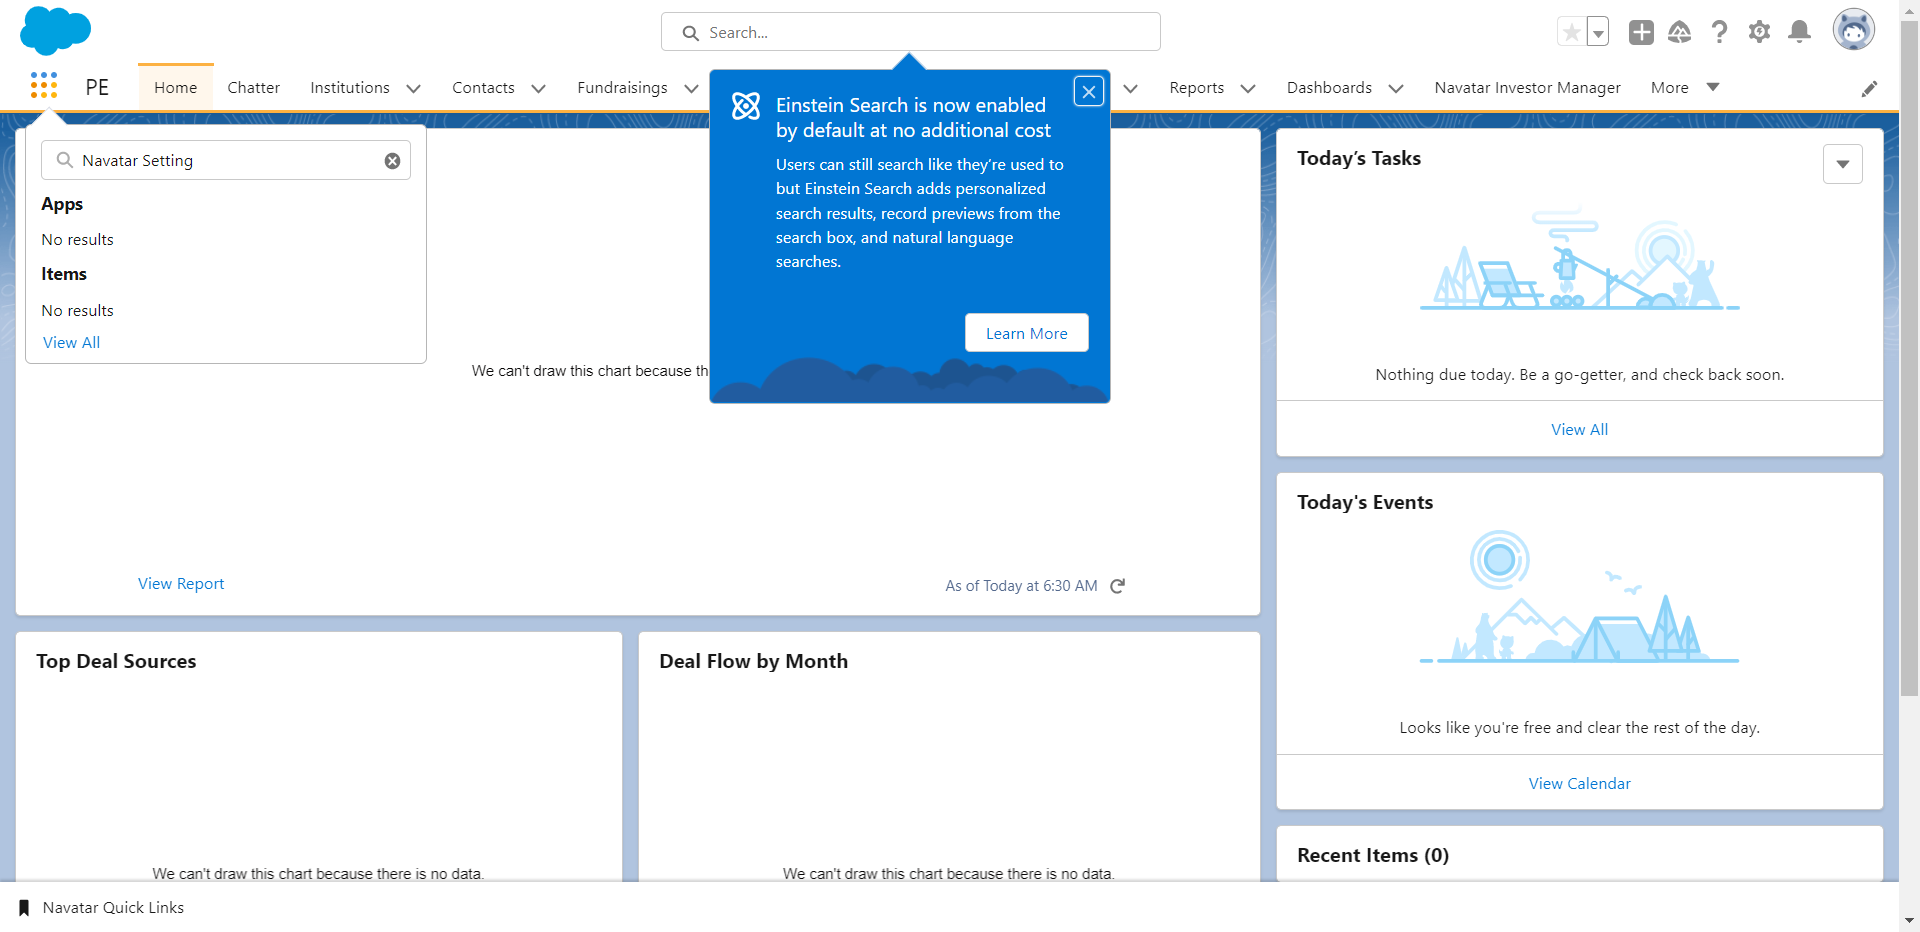 Search...
PE
Home
Chatter
Institutions
Contacts
Fundraisings
Reports
Dashboards
Navatar Investor Manager
More
Navatar Setting
Apps
No results
Items
No results
View All
Einstein Search is now enabled
by default at no additional cost
Users can still search like they’re used to
but Einstein Search adds personalized
search results, record previews from the
search box, and natural language
searches.
Learn More
We can't draw this chart because th
View Report
As of Today at 6:30 AM
Today’s Tasks
Nothing due today. Be a go-getter, and check back soon.
View All
Today's Events
Looks like you're free and clear the rest of the day.
View Calendar
Top Deal Sources
We can't draw this chart because there is no data.
Deal Flow by Month
We can't draw this chart because there is no data.
Recent Items (0)
Navatar Quick Links